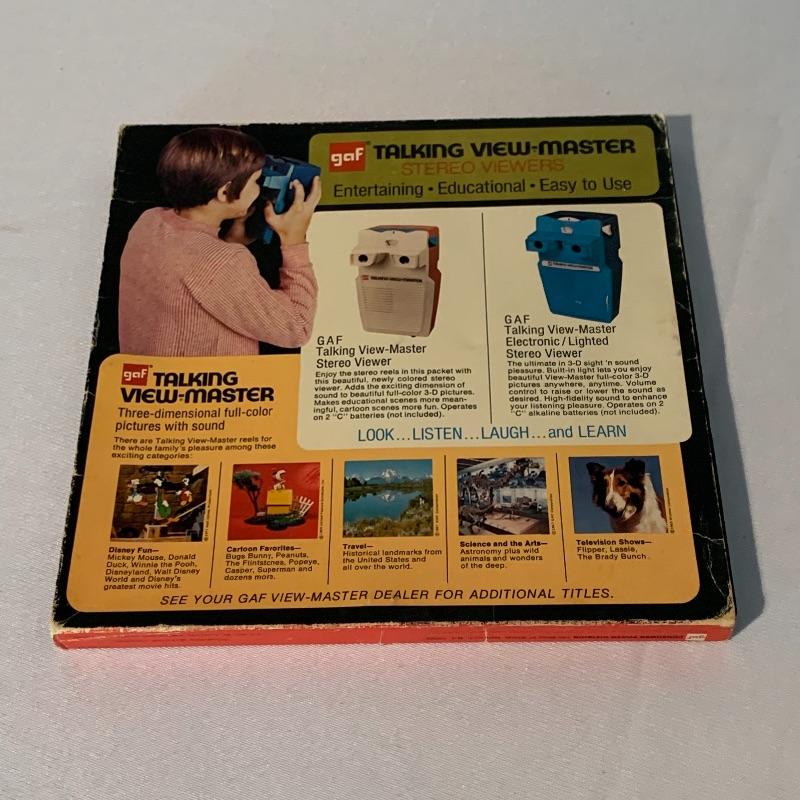 gaf TALKING VIEW-MASTER
STEREO VIEWERS
Entertaining • Educational • Easy to Use
GAF
Talking View-Master
Stereo Viewer
Enjoy the stereo reels in this packet with
this beautiful, newly colored stereo
viewer. Adds the exciting dimension of
sound to beautiful full-color 3-D pictures.
Makes educational scenes more mean-
ingful, cartoon scenes more fun. Operates
on 2 "C" batteries (not included).
GAF
Talking View-Master
Electronic/Lighted
Stereo Viewer
The ultimate in 3-D sight 'n sound
pleasure. Built-in light lets you enjoy
beautiful View-Master full-color 3-D
pictures anywhere, anytime. Volume
control to raise or lower the sound as
desired. High-fidelity sound to enhance
your listening pleasure. Operates on 2
"C" alkaline batteries (not included).
LOOK...LISTEN...LAUGH...and LEARN
gaf TALKING
VIEW-MASTER
Three-dimensional full-color
pictures with sound
There are Talking View-Master reels for
the whole family's pleasure among these
exciting categories:
Disney Fun—
Mickey Mouse, Donald
Duck, Winnie the Pooh,
Disneyland, Walt Disney
World and Disney's
greatest movie hits.
Cartoon Favorites—
Bugs Bunny, Peanuts,
The Flintstones, Popeye,
Casper, Superman and
dozens more.
Travel—
Historical landmarks from
the United States and
all over the world.
Science and the Arts—
Astronomy plus wild
animals and wonders
of the deep.
Television Shows—
Flipper, Lassie,
The Brady Bunch.
SEE YOUR GAF VIEW-MASTER DEALER FOR ADDITIONAL TITLES.
gaf